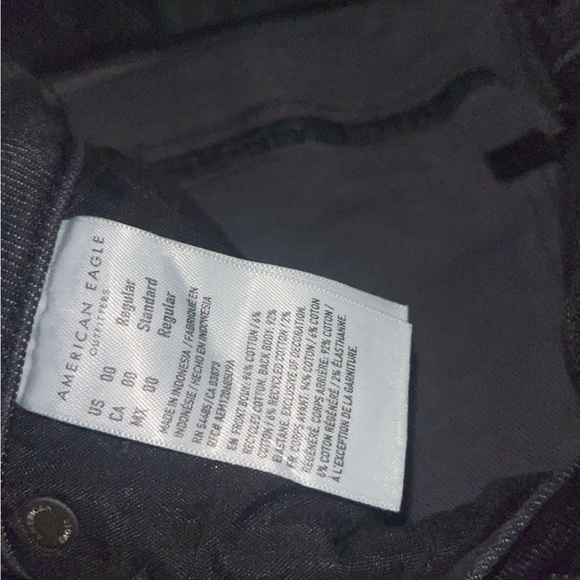 AMERICAN EAGLE
OUTFITTERS
US 00 Regular
CA 00 Standard
MX 00 Regular
MADE IN INDONESIA / FABRIQUÉ EN
INDONÉSIE / HECHO EN INDONESIA
RN 54485 / CA 03873
EN FRONT BODY: 94% COTTON / 6%
RECYCLED COTTON, BACK BODY: 92%
COTTON / 6% RECYCLED COTTON / 2%
ELASTANE, EXCLUSIVE OF DECORATION.
FR CORPS AVANT: 94% COTON / 6% COTON
RÉGÉNÉRÉ, CORPS ARRIÈRE: 92% COTON /
6% COTON RÉGÉNÉRÉ / 2% ÉLASTHANNE.
À L'EXCEPTION DE LA GARNITURE